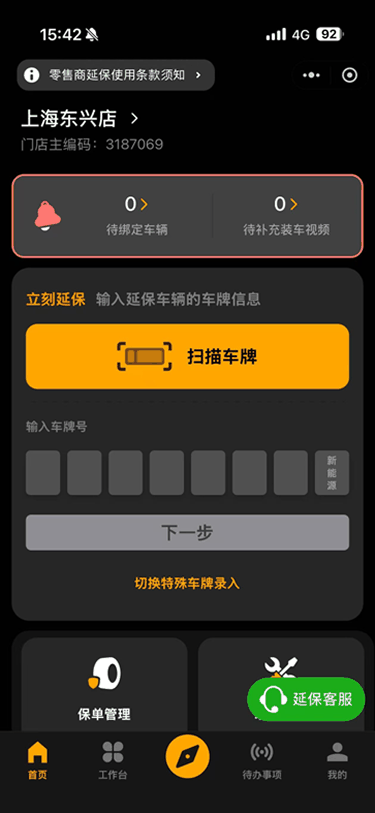 15:42
4G 92
零售商延保使用条款须知
上海东兴店
门店主编码：3187069
0
0
待绑定车辆
待补充装车视频
立刻延保 输入延保车辆的车牌信息
扫描车牌
输入车牌号
新能源
下一步
切换特殊车牌录入
保单管理
延保客服
首页
工作台
待办事项
我的